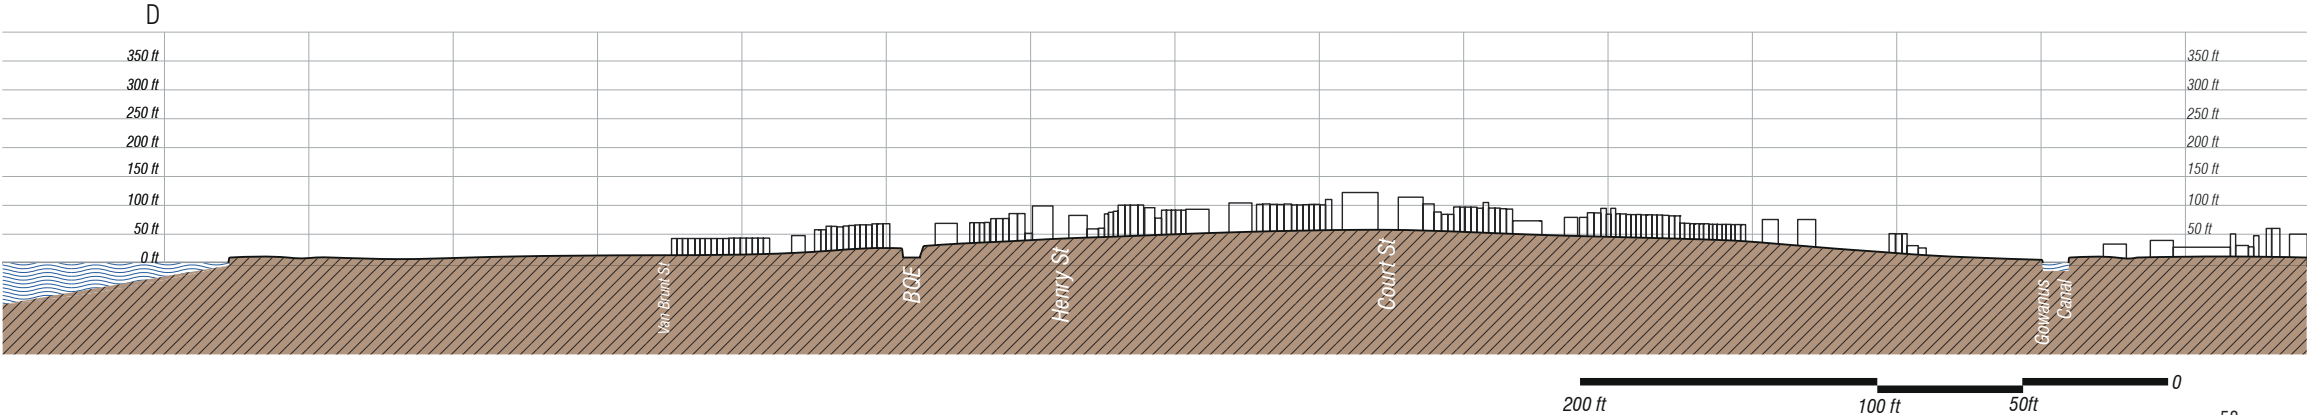 D
350 ft 350 ft
300 ft 300 ft
250 ft 250 ft
200 ft 200 ft
150 ft 150 ft
100 ft 100 ft
50 ft 50 ft
0 ft
Van Brunt St
BQE
Henry St
Court St
Gowanus
Canal
0
200 ft 100 ft 50ft